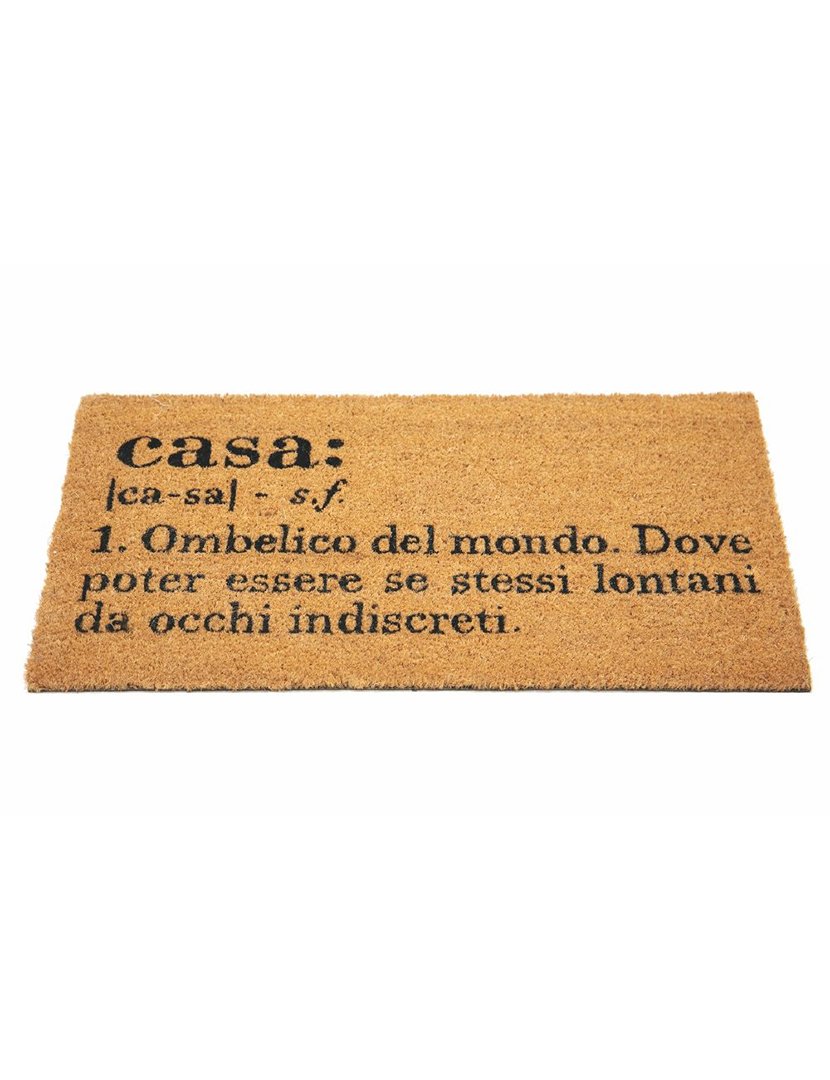 casa:
|ca-sa| - s.f.
1. Ombelico del mondo. Dove
poter essere se stessi lontani
da occhi indiscreti.